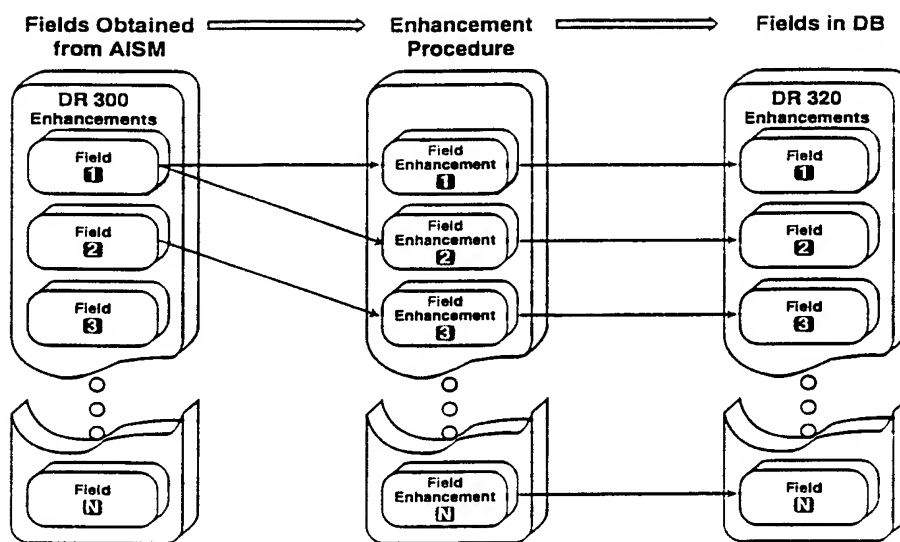 Fields Obtained
from AISM
Enhancement
Procedure
Fields in DB
DR 300
Enhancements
Field
1
Field
2
Field
3
Field
N
Field
Enhancement
1
Field
Enhancement
2
Field
Enhancement
3
Field
Enhancement
N
DR 320
Enhancements
Field
1
Field
2
Field
3
Field
N